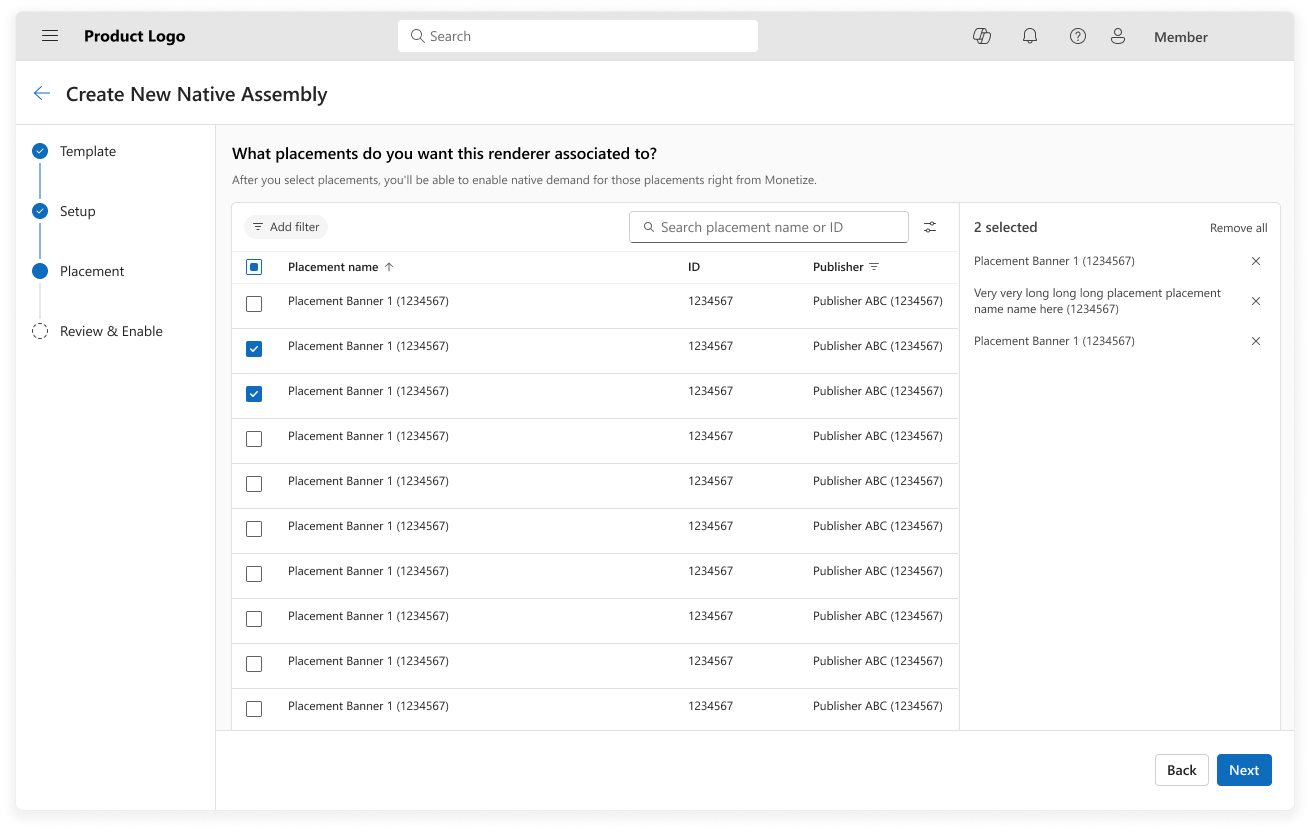 Product Logo
Search
Member
Create New Native Assembly
Template
Setup
Placement
Review & Enable
What placements do you want this renderer associated to?
After you select placements, you'll be able to enable native demand for those placements right from Monetize.
Add filter
Search placement name or ID
Placement name ID Publisher
Placement Banner 1 (1234567) 1234567 Publisher ABC (1234567)
Placement Banner 1 (1234567) 1234567 Publisher ABC (1234567)
Placement Banner 1 (1234567) 1234567 Publisher ABC (1234567)
Placement Banner 1 (1234567) 1234567 Publisher ABC (1234567)
Placement Banner 1 (1234567) 1234567 Publisher ABC (1234567)
Placement Banner 1 (1234567) 1234567 Publisher ABC (1234567)
Placement Banner 1 (1234567) 1234567 Publisher ABC (1234567)
Placement Banner 1 (1234567) 1234567 Publisher ABC (1234567)
Placement Banner 1 (1234567) 1234567 Publisher ABC (1234567)
Placement Banner 1 (1234567) 1234567 Publisher ABC (1234567)
2 selected
Remove all
Placement Banner 1 (1234567)
Very very long long long placement placement
name name here (1234567)
Placement Banner 1 (1234567)
Back
Next